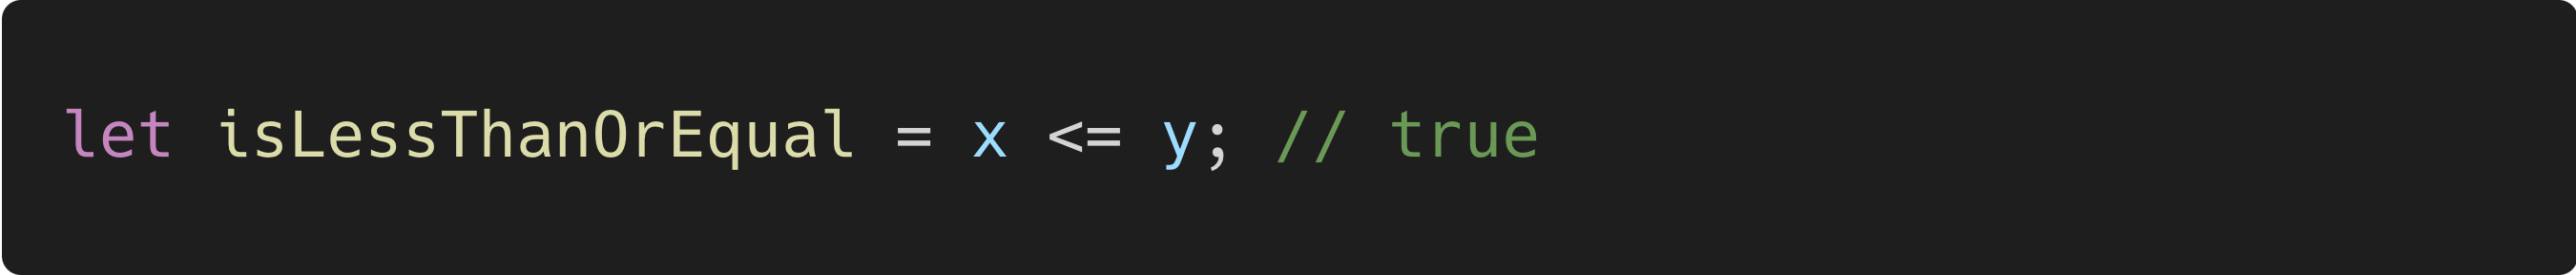 let isLessThanOrEqual = x <= y; // true